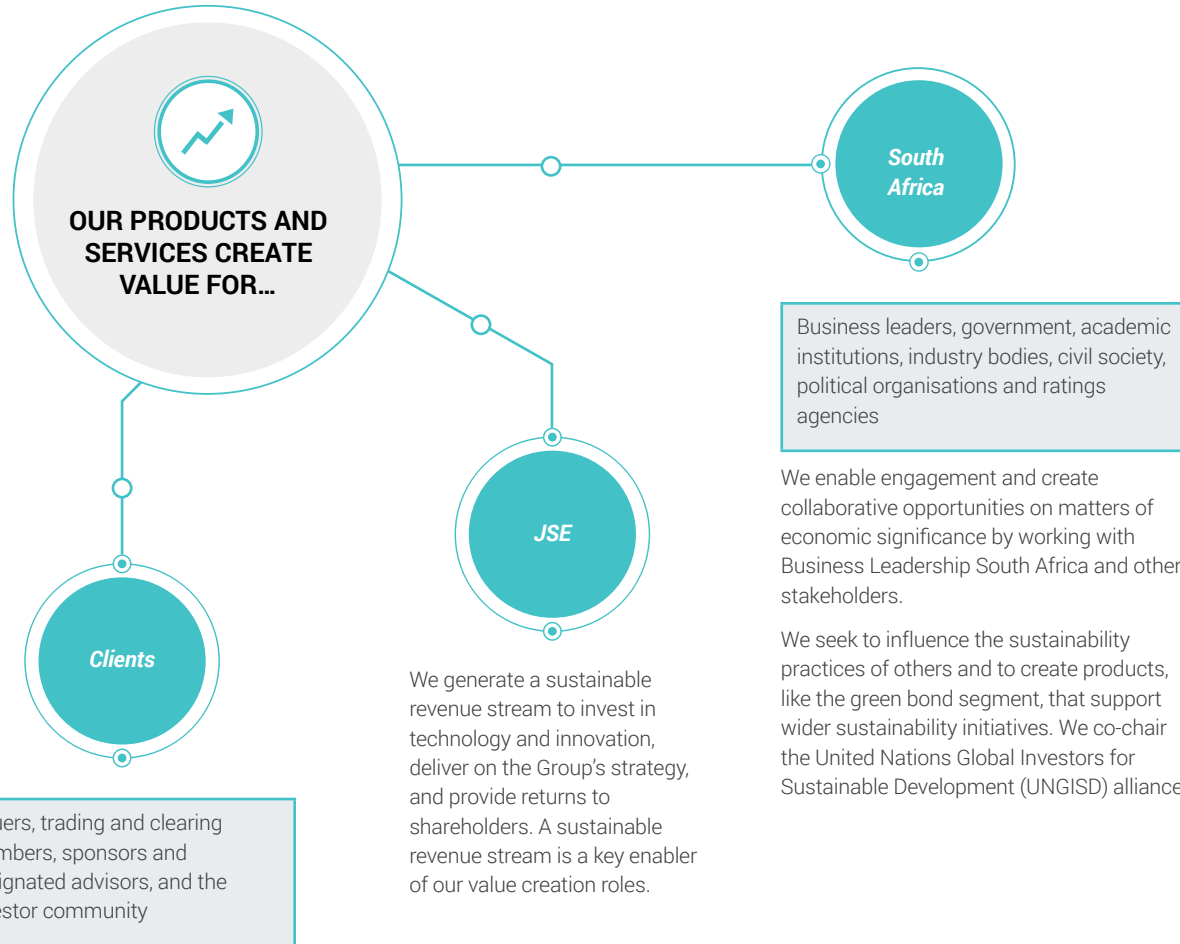 OUR PRODUCTS AND
SERVICES CREATE
VALUE FOR...
South
Africa
Business leaders, government, academic
institutions, industry bodies, civil society,
political organisations and ratings
agencies
We enable engagement and create
collaborative opportunities on matters of
economic significance by working with
Business Leadership South Africa and other
stakeholders.
We seek to influence the sustainability
practices of others and to create products,
like the green bond segment, that support
wider sustainability initiatives. We co-chair
the United Nations Global Investors for
Sustainable Development (UNGISD) alliance
JSE
We generate a sustainable
revenue stream to invest in
technology and innovation,
deliver on the Group's strategy,
and provide returns to
shareholders. A sustainable
revenue stream is a key enabler
of our value creation roles.
Clients
trading and clearing
sponsors and
advisors, and the
community